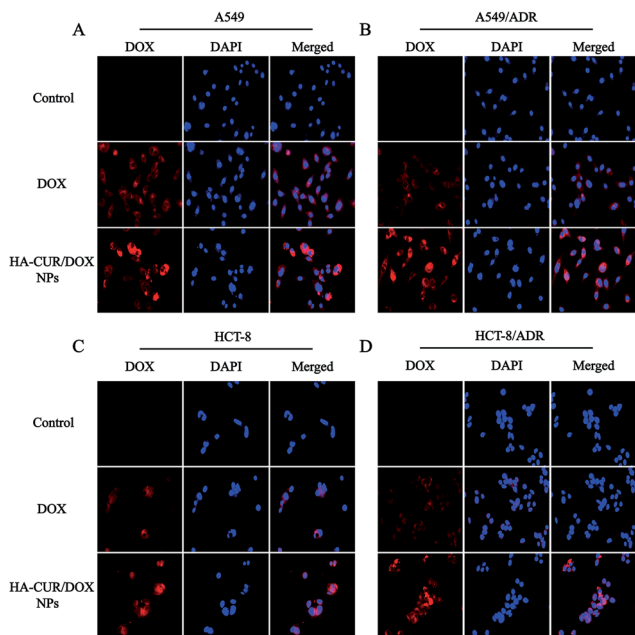 A
A549
DOX DAPI Merged
Control
DOX
HA-CUR/DOX
NPs
B
A549/ADR
DOX DAPI Merged
C
HCT-8
DOX DAPI Merged
Control
DOX
HA-CUR/DOX
NPs
D
HCT-8/ADR
DOX DAPI Merged